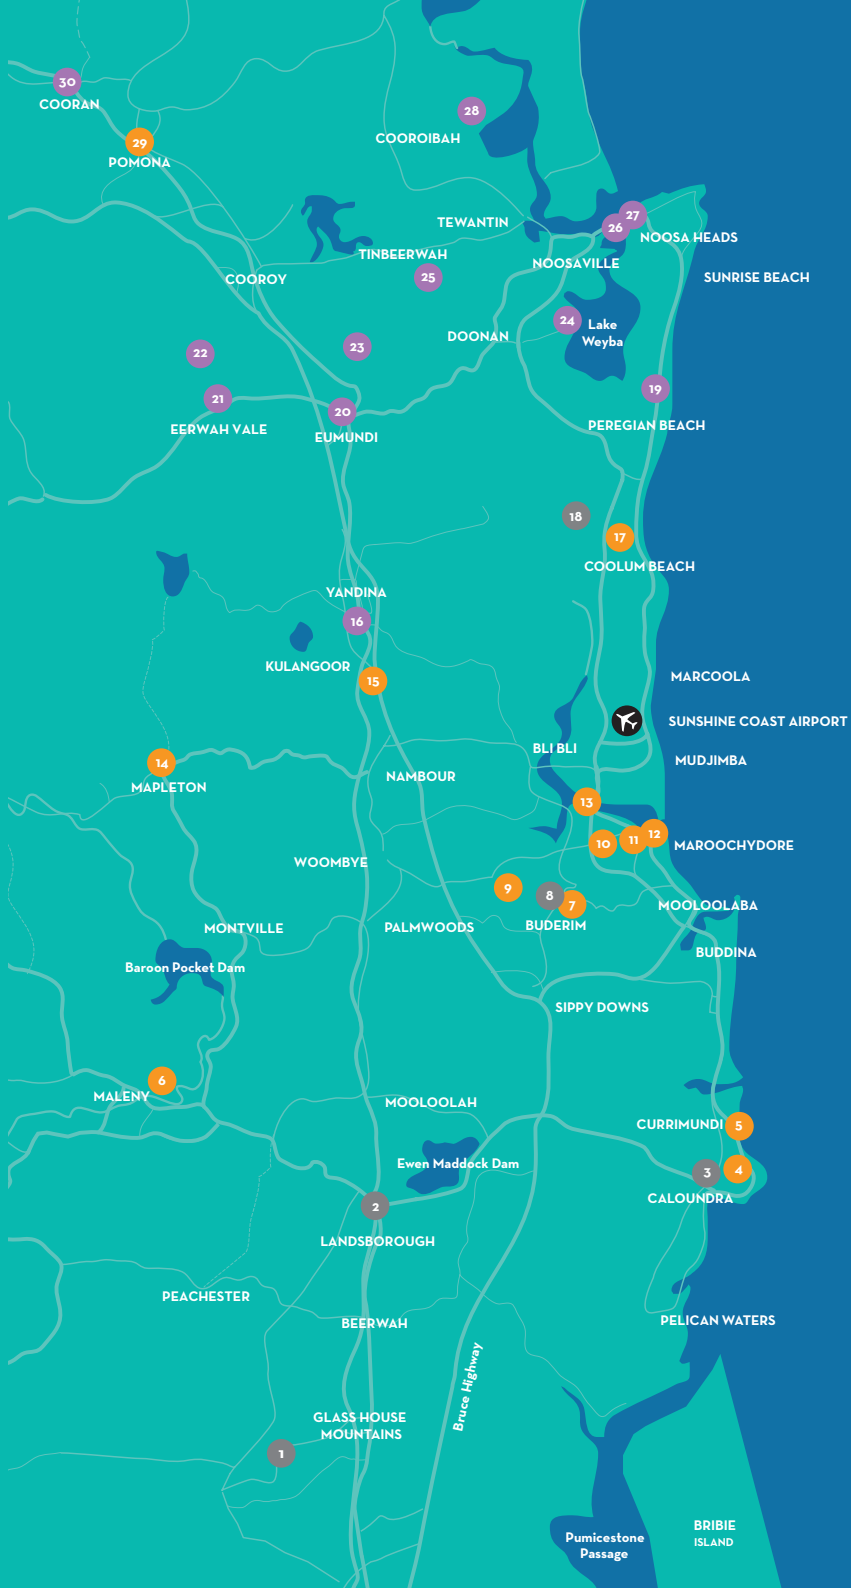 30
COORAN
28
COOROIBAH
29
POMONA
27
26
TEWANTIN
NOOSA HEADS
TINBEERWAH
NOOSAVILLE
25
COOROY
SUNRISE BEACH
24
Lake
Weyba
DOONAN
23
22
19
21
20
PEREGIAN BEACH
EERWAH VALE
EUMUNDI
18
17
COOLUM BEACH
YANDINA
16
KULANGOOR
15
MARCOOLA
SUNSHINE COAST AIRPORT
BLI BLI
14
MUDJIMBA
NAMBOUR
MAPLETON
13
12
11
10
MAROOCHYDORE
WOOMBYE
9
8
7
MOOLOOLABA
PALMWOODS
BUDERIM
MONTVILLE
BUDDINA
Baroon Pocket Dam
SIPPY DOWNS
6
MALENY
MOOLOOLAH
CURRIMUNDI
5
Ewen Maddock Dam
4
3
CALOUNDRA
2
LANDSBOROUGH
PEACHESTER
BEERWAH
PELICAN WATERS
Bruce Highway
GLASS HOUSE
MOUNTAINS
1
BRIBIE
ISLAND
Pumicestone
Passage